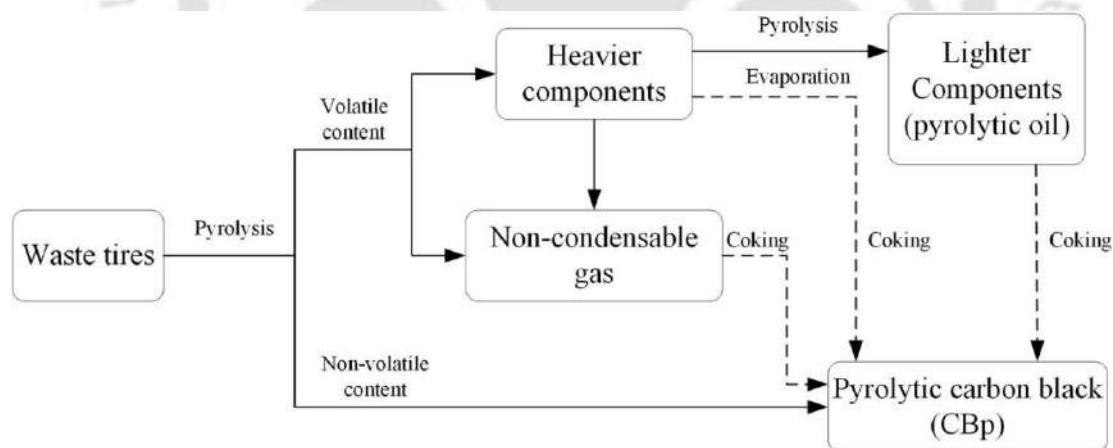 Pyrolysis
Heavier
components
Evaporation
Lighter
Components
(pyrolytic oil)
Volatile
content
Waste tires
Pyrolysis
Non-condensable
gas
Coking
Coking
Coking
Non-volatile
content
Pyrolytic carbon black
(CBp)